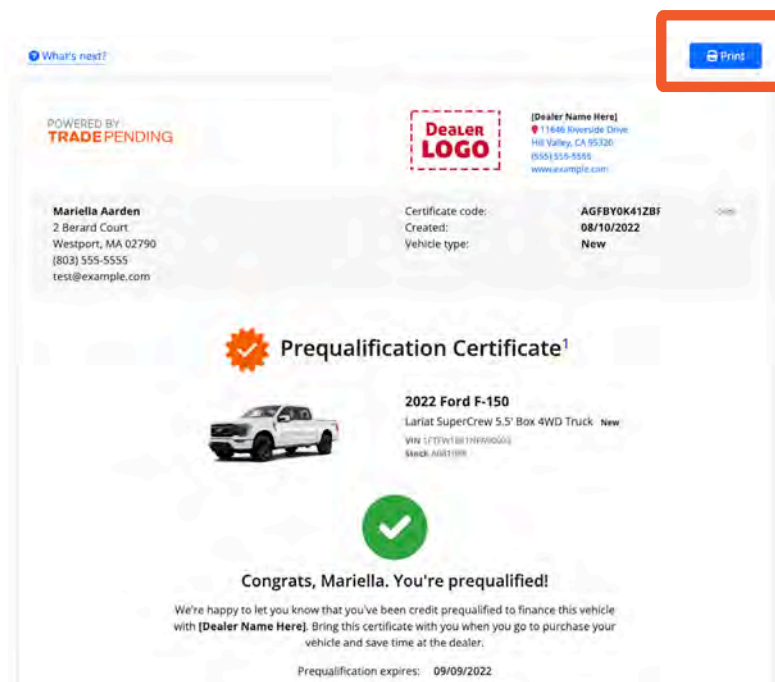 What's next?
Print
POWERED BY
TRADEPENDING
DEALER
LOGO
[Dealer Name Here]
11646 Riverside Drive
Hill Valley, CA 95320
(555) 555-5555
www.example.com
Mariella Aarden
2 Berard Court
Westport, MA 02790
(803) 555-5555
test@example.com
Certificate code: AGFBY0K41ZBF
Created: 08/10/2022
Vehicle type: New
Prequalification Certificate¹
2022 Ford F-150
Lariat SuperCrew 5.5' Box 4WD Truck New
VIN
Stock
Congrats, Mariella. You're prequalified!
We're happy to let you know that you've been credit prequalified to finance this vehicle
with [Dealer Name Here]. Bring this certificate with you when you go to purchase your
vehicle and save time at the dealer.
Prequalification expires: 09/09/2022